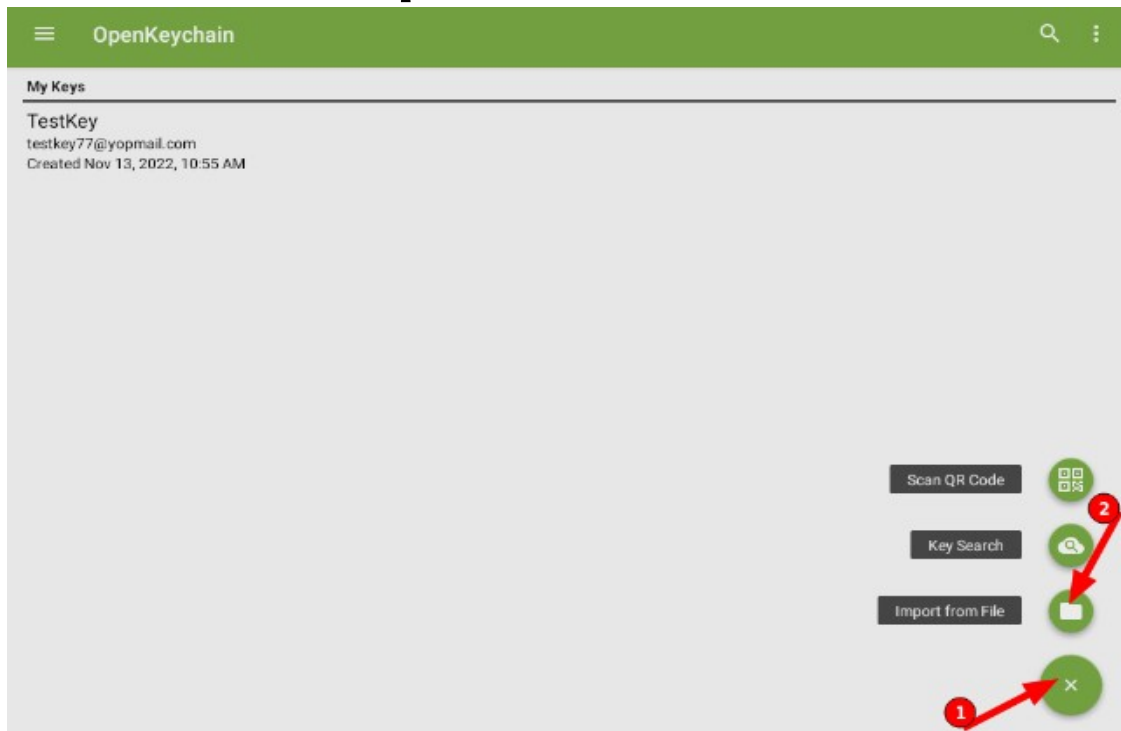 OpenKeychain
My Keys
TestKey
testkey77@yopmail.com
Created Nov 13, 2022, 10:55 AM
Scan QR Code
2
Key Search
Import from File
1